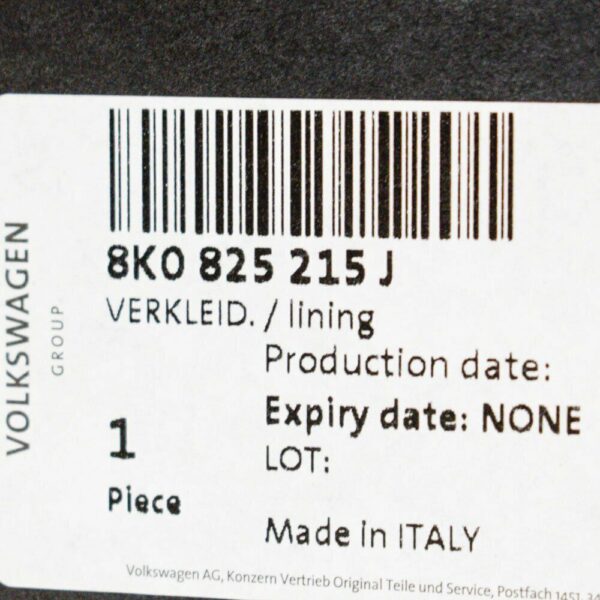 VOLKSWAGEN
GROUP
8K0 825 215 J
VERKLEID. / lining
Production date:
Expiry date: NONE
1
LOT:
Piece
Made in ITALY
Volkswagen AG, Konzern Vertrieb Original Teile und Service, Postfach 1451, 34